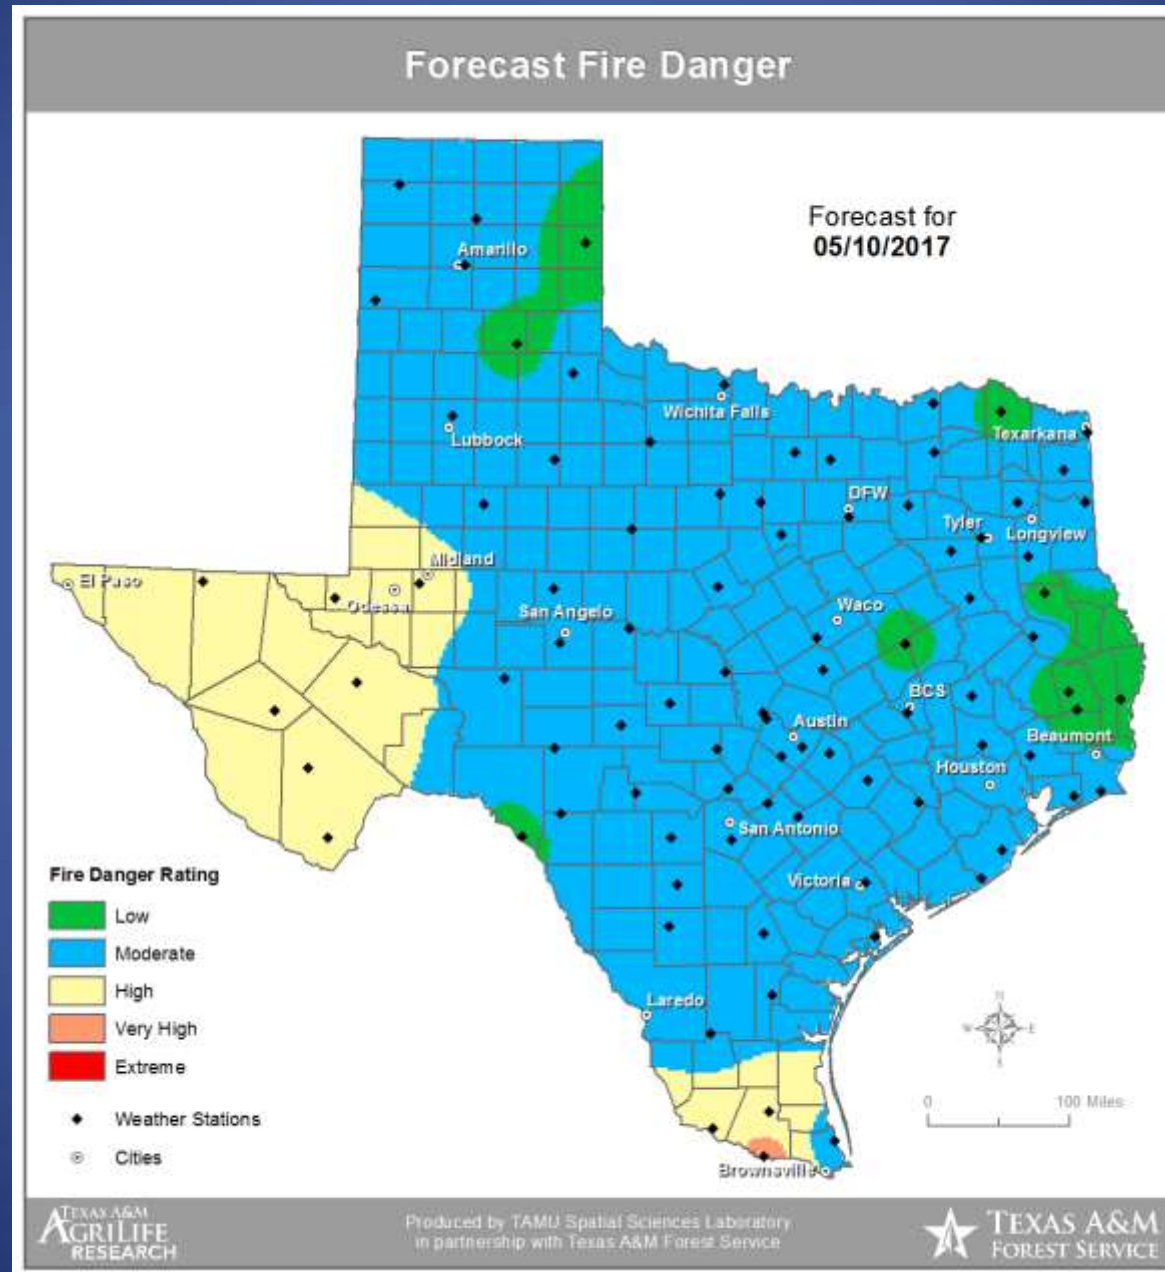 Forecast Fire Danger
Forecast for
05/10/2017
Amarillo
Wichita Falls
Lubbock
Texarkana
DFW
Tyler
Longview
Midland
El Paso
Odessa
San Angelo
Waco
BCS
Austin
Beaumont
Houston
San Antonio
Victoria
Laredo
Brownsville
Fire Danger Rating
Low
Moderate
High
Very High
Extreme
Weather Stations
Cities
N
W
E
S
0 100 Miles
TEXAS A&M
AGRILIFE
RESEARCH
Produced by TAMU Spatial Sciences Laboratory
in partnership with Texas A&M Forest Service
TEXAS A&M
FOREST SERVICE